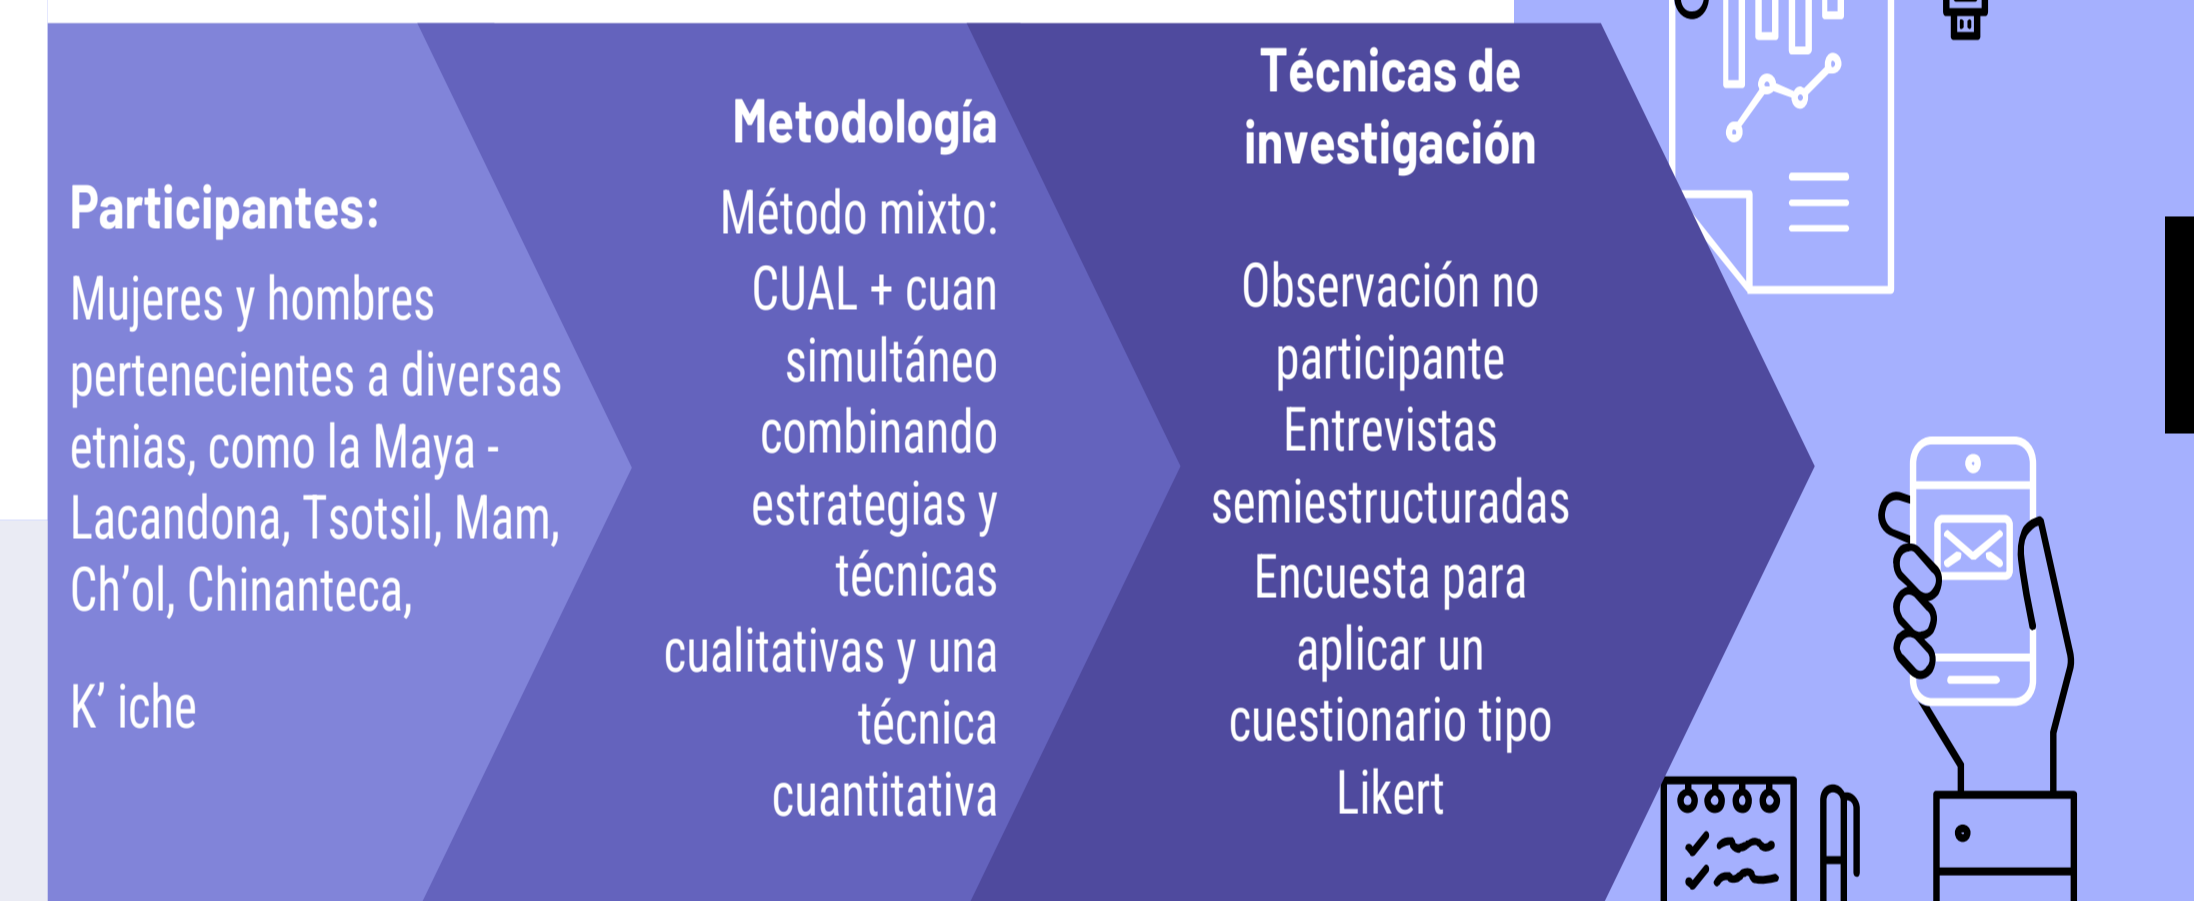 Participantes:
Mujeres y hombres
pertenecientes a diversas
etnias, como la Maya -
Lacandona, Tsotsil, Mam,
Ch’ol, Chinanteca,
K’ iche
Metodología
Método mixto:
CUAL + cuan
simultáneo
combinando
estrategias y
técnicas
cualitativas y una
técnica
cuantitativa
Técnicas de
investigación
Observación no
participante
Entrevistas
semiestructuradas
Encuesta para
aplicar un
cuestionario tipo
Likert